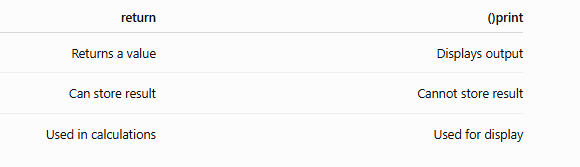 return ()print
Returns a value Displays output
Can store result Cannot store result
Used in calculations Used for display